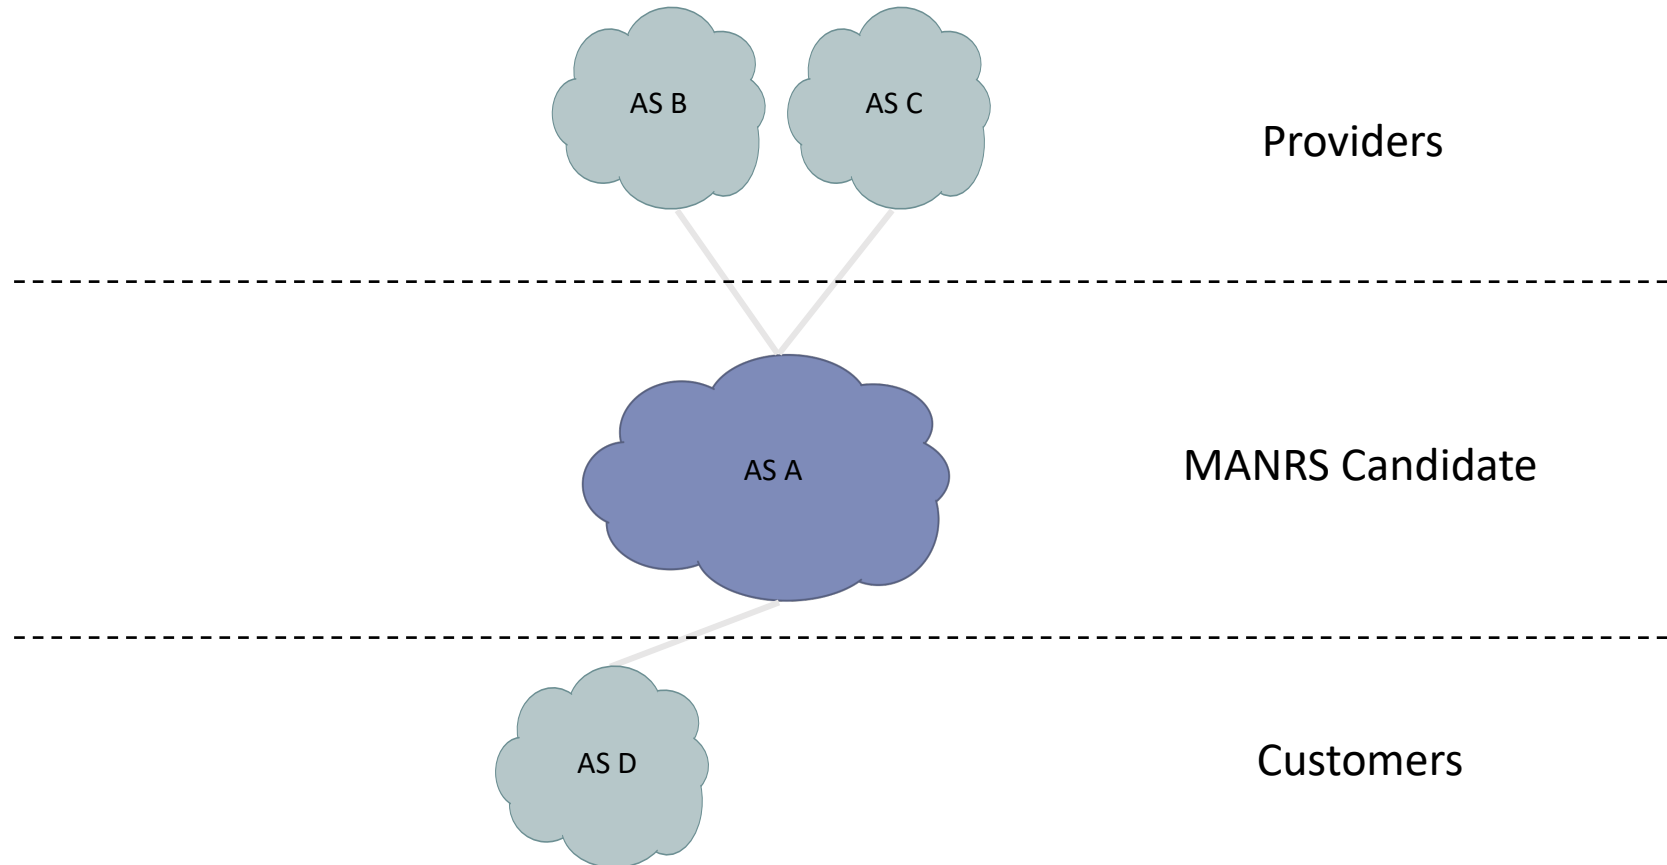 AS B
AS C
Providers
AS A
MANRS Candidate
AS D
Customers